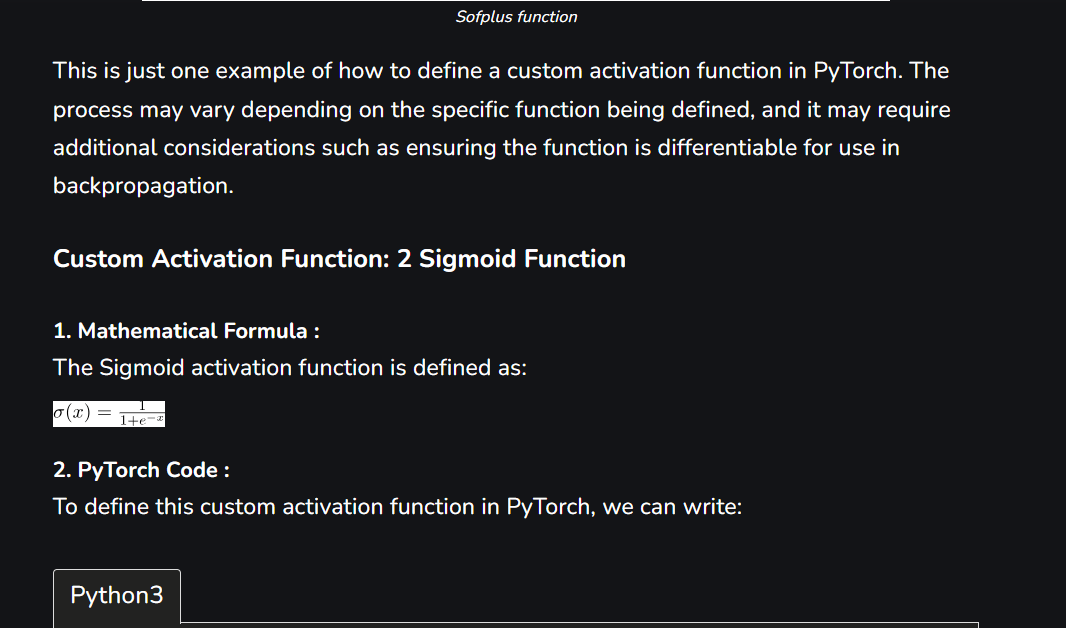 Sofplus function
This is just one example of how to define a custom activation function in PyTorch. The
process may vary depending on the specific function being defined, and it may require
additional considerations such as ensuring the function is differentiable for use in
backpropagation.
Custom Activation Function: 2 Sigmoid Function
1. Mathematical Formula :
The Sigmoid activation function is defined as:
σ(x) = 1/(1+e^{-x})
2. PyTorch Code :
To define this custom activation function in PyTorch, we can write:
Python3